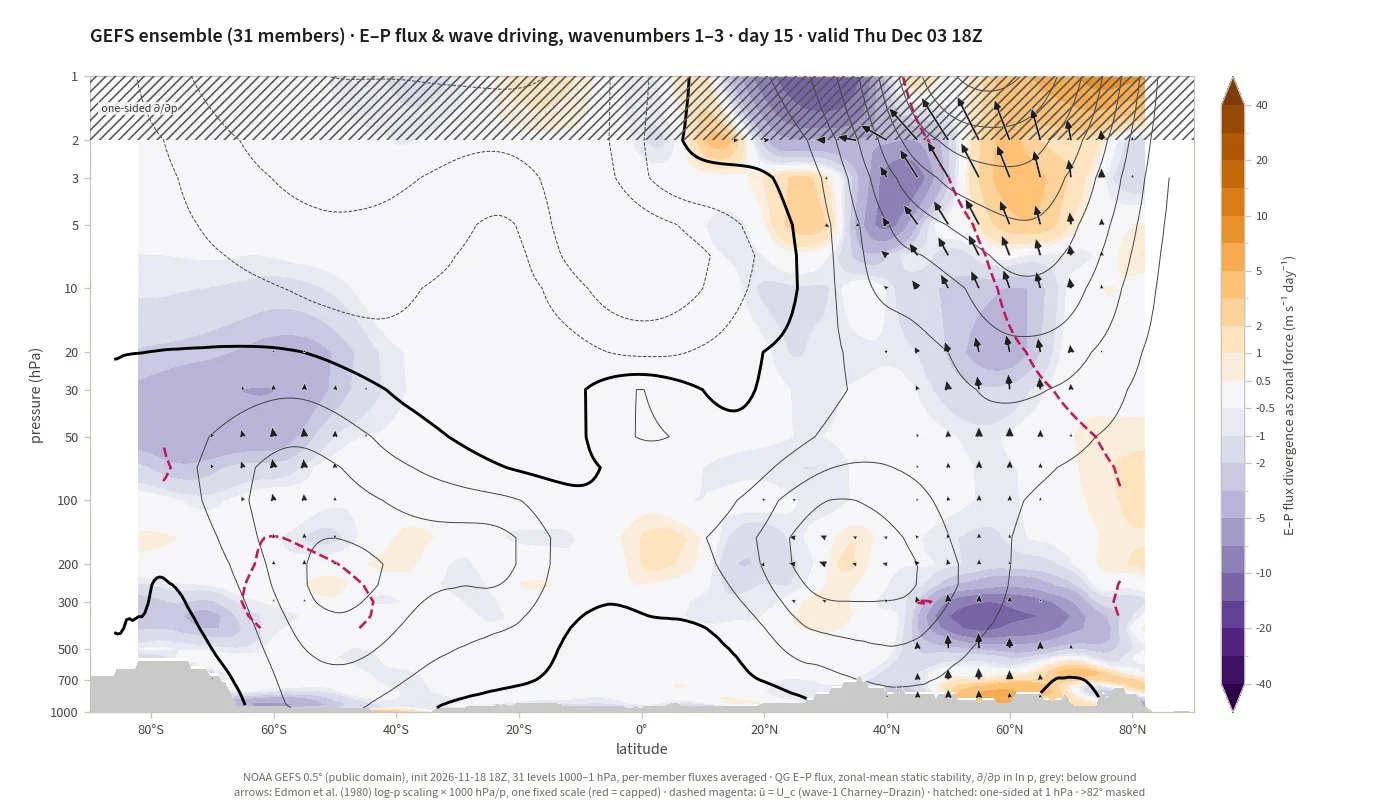 GEFS ensemble (31 members) · E–P flux & wave driving, wavenumbers 1–3 · day 15 · valid Thu Dec 03 18Z
one-sided ∂/∂p
1
2
3
5
10
20
30
50
100
200
300
500
700
1000
pressure (hPa)
80°S
60°S
40°S
20°S
0°
20°N
40°N
60°N
80°N
latitude
40
20
10
5
2
1
0.5
-0.5
-1
-2
-5
-10
-20
-40
E–P flux divergence as zonal force (m s⁻¹ day⁻¹)
NOAA GEFS 0.5° (public domain), init 2026-11-18 18Z, 31 levels 1000–1 hPa, per-member fluxes averaged · QG E–P flux, zonal-mean static stability, ∂/∂p in ln p, grey: below ground
arrows: Edmon et al. (1980) log-p scaling × 1000 hPa/p, one fixed scale (red = capped) · dashed magenta: ū = U_c (wave-1 Charney–Drazin) · hatched: one-sided at 1 hPa · >82° masked